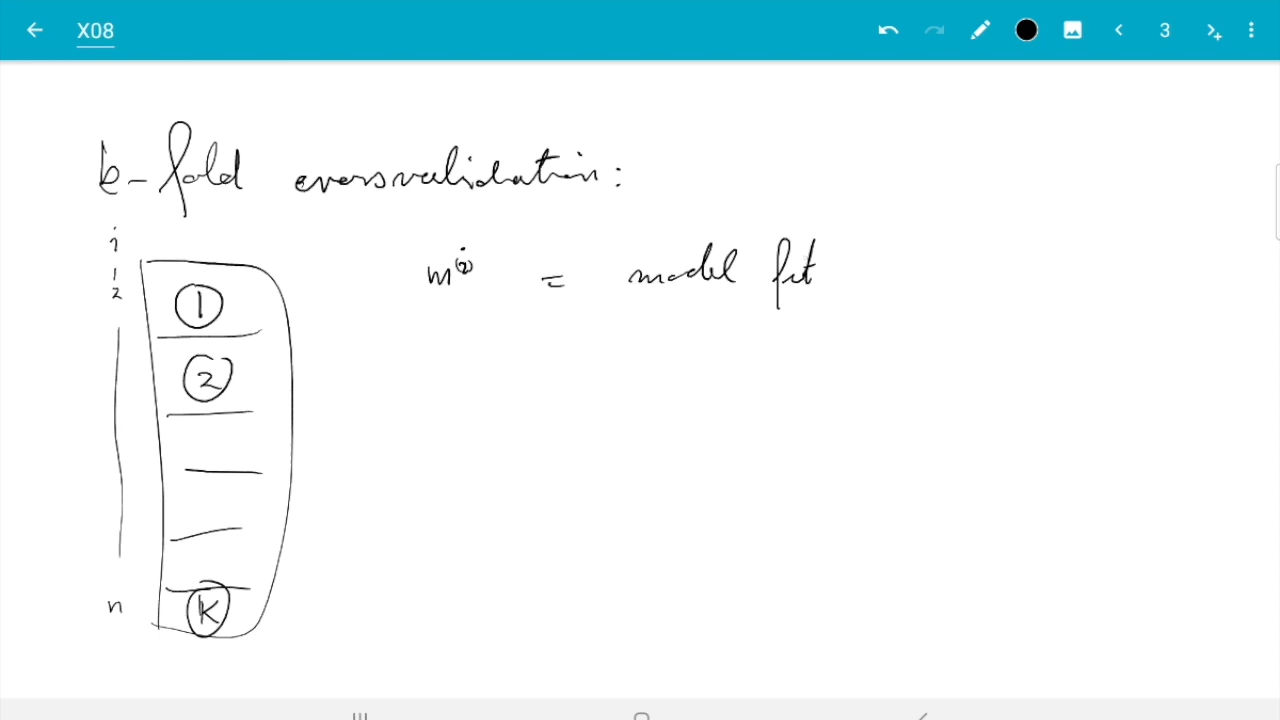 X08
3
k-fold crossvalidation:
i
1
2
n
1
2
K
= model fit